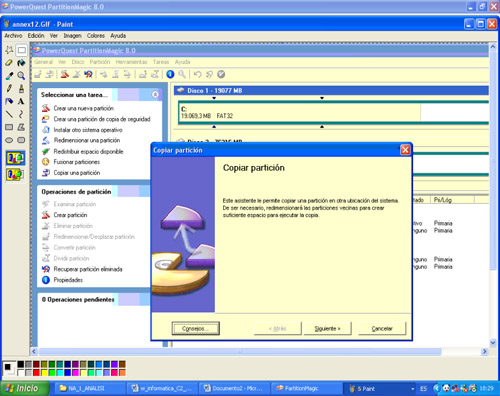 PowerQuest PartitionMagic 8.0
annex12.GIF - Paint
Archivo Edición Ver Imagen Colores Ayuda
PowerQuest PartitionMagic 8.0
General Ver Disco Partición Herramientas Tareas Ayuda
Seleccionar una tarea...
Crear una nueva partición
Crear una partición de copia de seguridad
Instalar otro sistema operativo
Redimensionar una partición
Redistribuir espacio disponible
Fusionar particiones
Copiar una partición
Operaciones de partición
Examinar partición
Crear partición
Eliminar partición
Redimensionar/Desplazar partición
Convertir partición
Dividir partición
Recuperar partición eliminada
Propiedades
0 Operaciones pendientes
Disco 1 - 19077 MB
C:
19.069,3 MB FAT32
Copiar partición
Copiar partición
Este asistente le permite copiar una partición en otra ubicación del sistema.
De ser necesario, redimensionará las particiones vecinas para crear
suficiente espacio para ejecutar la copia.
Consejos...
< Atrás
Siguiente >
Cancelar
Pri/Lóg
Primaria
Primaria
Primaria
Inicio
NA_1_ANALISI
w_informatica_C2_...
Documento2 - Micr...
PartitionMagic
5 Paint
ES
18:29